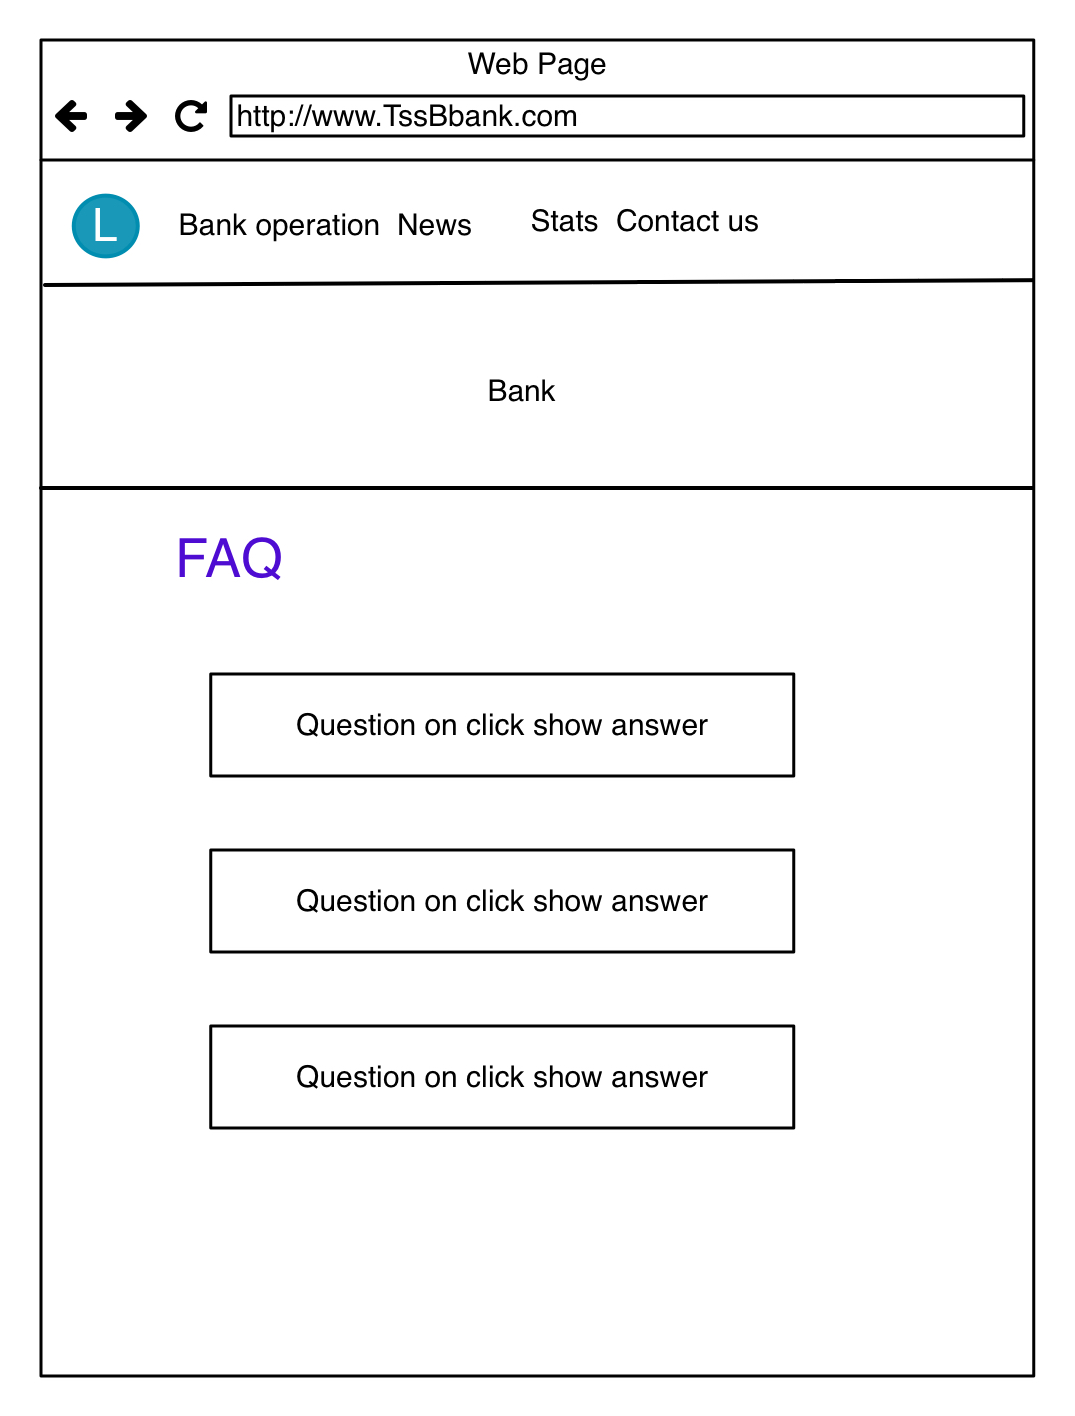 Web Page
http://www.TssBbank.com
L
Bank operation News Stats Contact us
Bank
FAQ
Question on click show answer
Question on click show answer
Question on click show answer